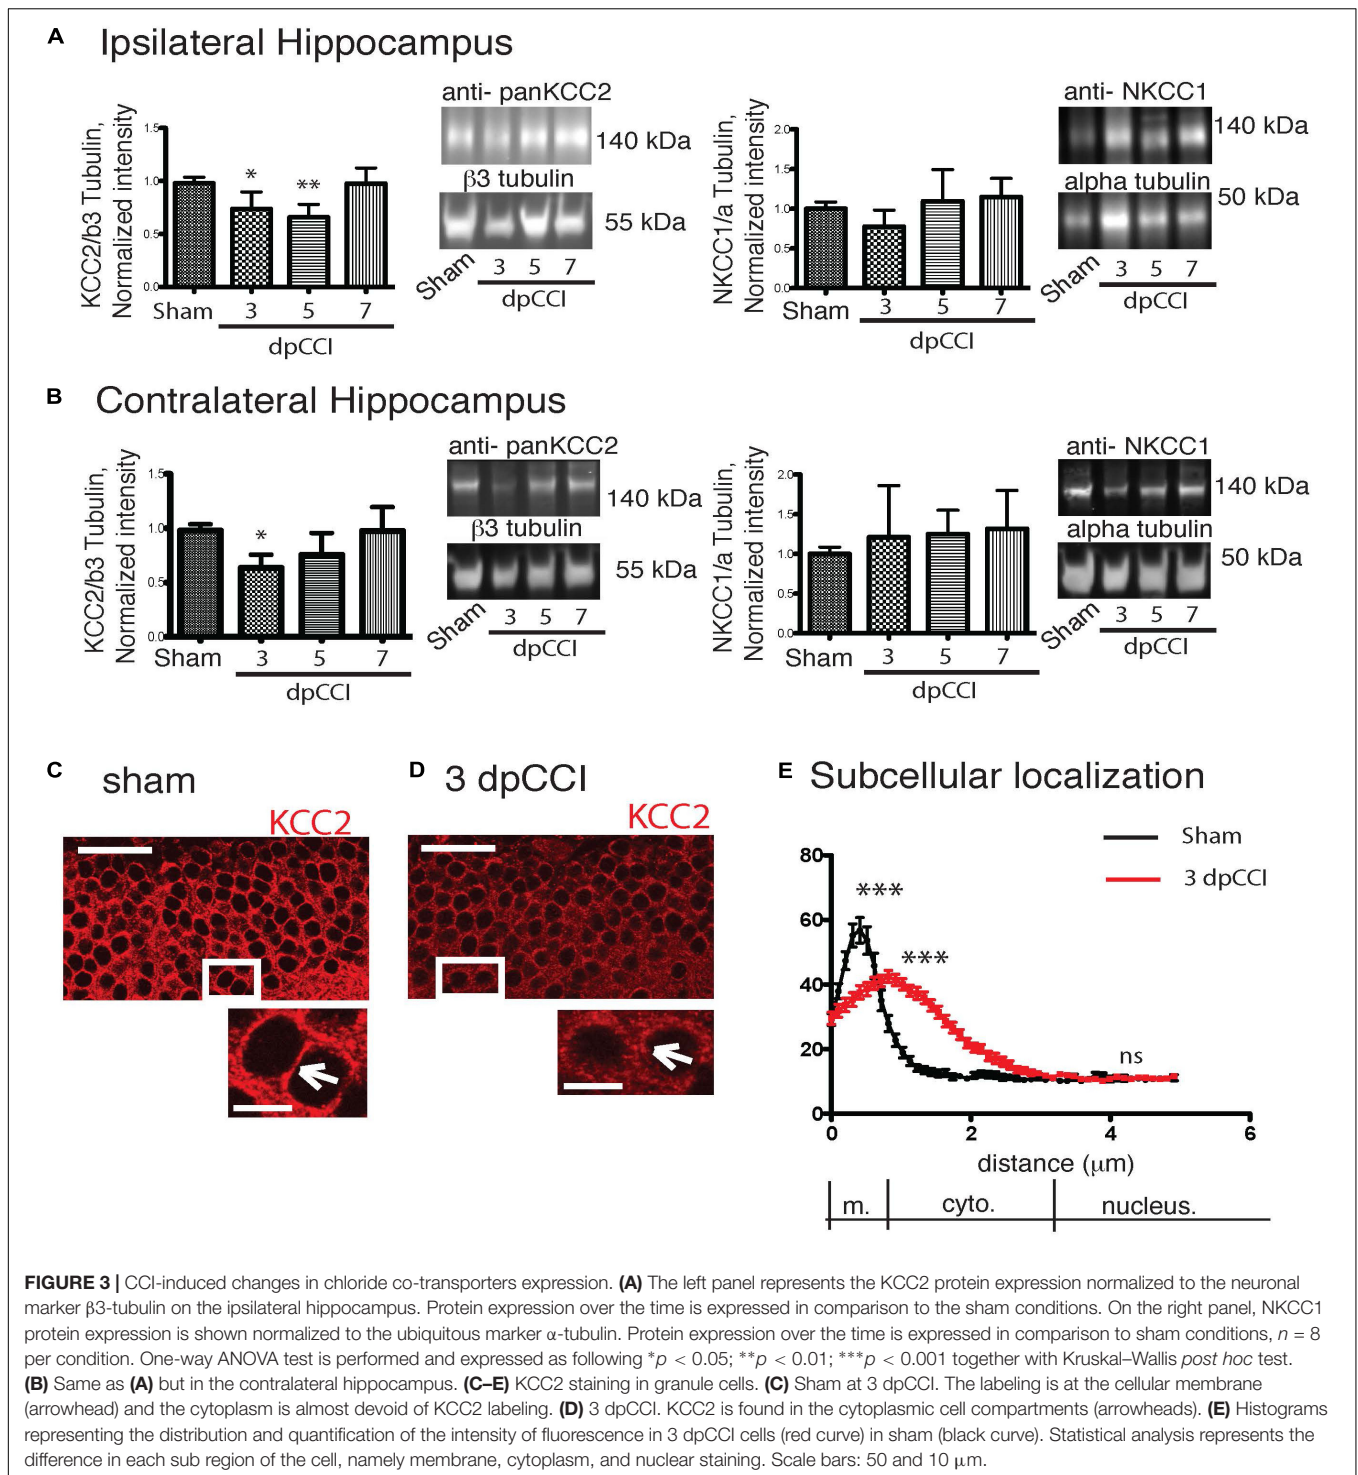 A Ipsilateral Hippocampus
KCC2/b3 Tubulin,
Normalized intensity
1.5
1.0
0.5
0.0
*
**
Sham 3 5 7
dpCCI
anti- panKCC2
140 kDa
β3 tubulin
55 kDa
Sham 3 5 7
dpCCI
NKCC1/a Tubulin,
Normalized intensity
2.0
1.5
1.0
0.5
0.0
Sham 3 5 7
dpCCI
anti- NKCC1
140 kDa
alpha tubulin
50 kDa
Sham 3 5 7
dpCCI
B Contralateral Hippocampus
KCC2/b3 Tubulin,
Normalized intensity
1.5
1.0
0.5
0.0
*
Sham 3 5 7
dpCCI
anti- panKCC2
140 kDa
β3 tubulin
55 kDa
Sham 3 5 7
dpCCI
NKCC1/a Tubulin,
Normalized intensity
2.0
1.5
1.0
0.5
0.0
Sham 3 5 7
dpCCI
anti- NKCC1
140 kDa
alpha tubulin
50 kDa
Sham 3 5 7
dpCCI
C sham
KCC2
D 3 dpCCI
KCC2
E Subcellular localization
Sham
3 dpCCI
80
60
40
20
0
***
***
ns
0 2 4 6
distance (μm)
m. cyto. nucleus.
FIGURE 3 | CCI-induced changes in chloride co-transporters expression. (A) The left panel represents the KCC2 protein expression normalized to the neuronal
marker β3-tubulin on the ipsilateral hippocampus. Protein expression over the time is expressed in comparison to the sham conditions. On the right panel, NKCC1
protein expression is shown normalized to the ubiquitous marker α-tubulin. Protein expression over the time is expressed in comparison to sham conditions, n = 8
per condition. One-way ANOVA test is performed and expressed as following *p < 0.05; **p < 0.01; ***p < 0.001 together with Kruskal–Wallis post hoc test.
(B) Same as (A) but in the contralateral hippocampus. (C–E) KCC2 staining in granule cells. (C) Sham at 3 dpCCI. The labeling is at the cellular membrane
(arrowhead) and the cytoplasm is almost devoid of KCC2 labeling. (D) 3 dpCCI. KCC2 is found in the cytoplasmic cell compartments (arrowheads). (E) Histograms
representing the distribution and quantification of the intensity of fluorescence in 3 dpCCI cells (red curve) in sham (black curve). Statistical analysis represents the
difference in each sub region of the cell, namely membrane, cytoplasm, and nuclear staining. Scale bars: 50 and 10 μm.